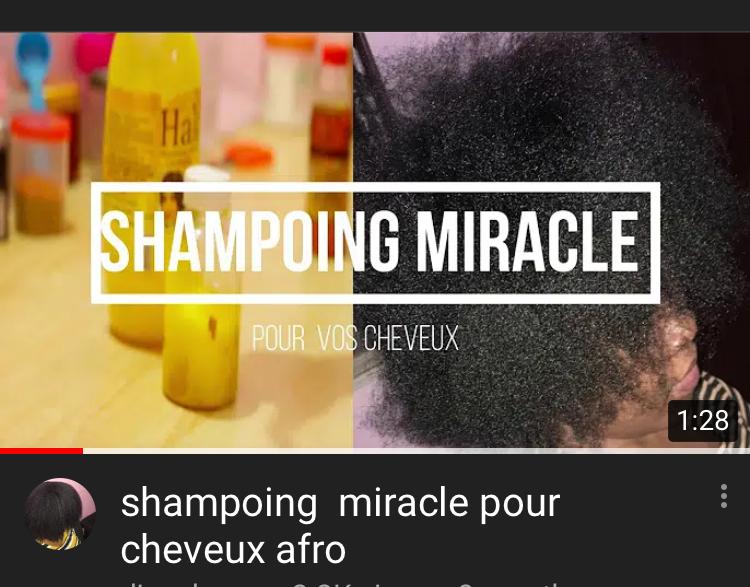 SHAMPOING MIRACLE
POUR VOS CHEVEUX
1:28
shampoing miracle pour
cheveux afro